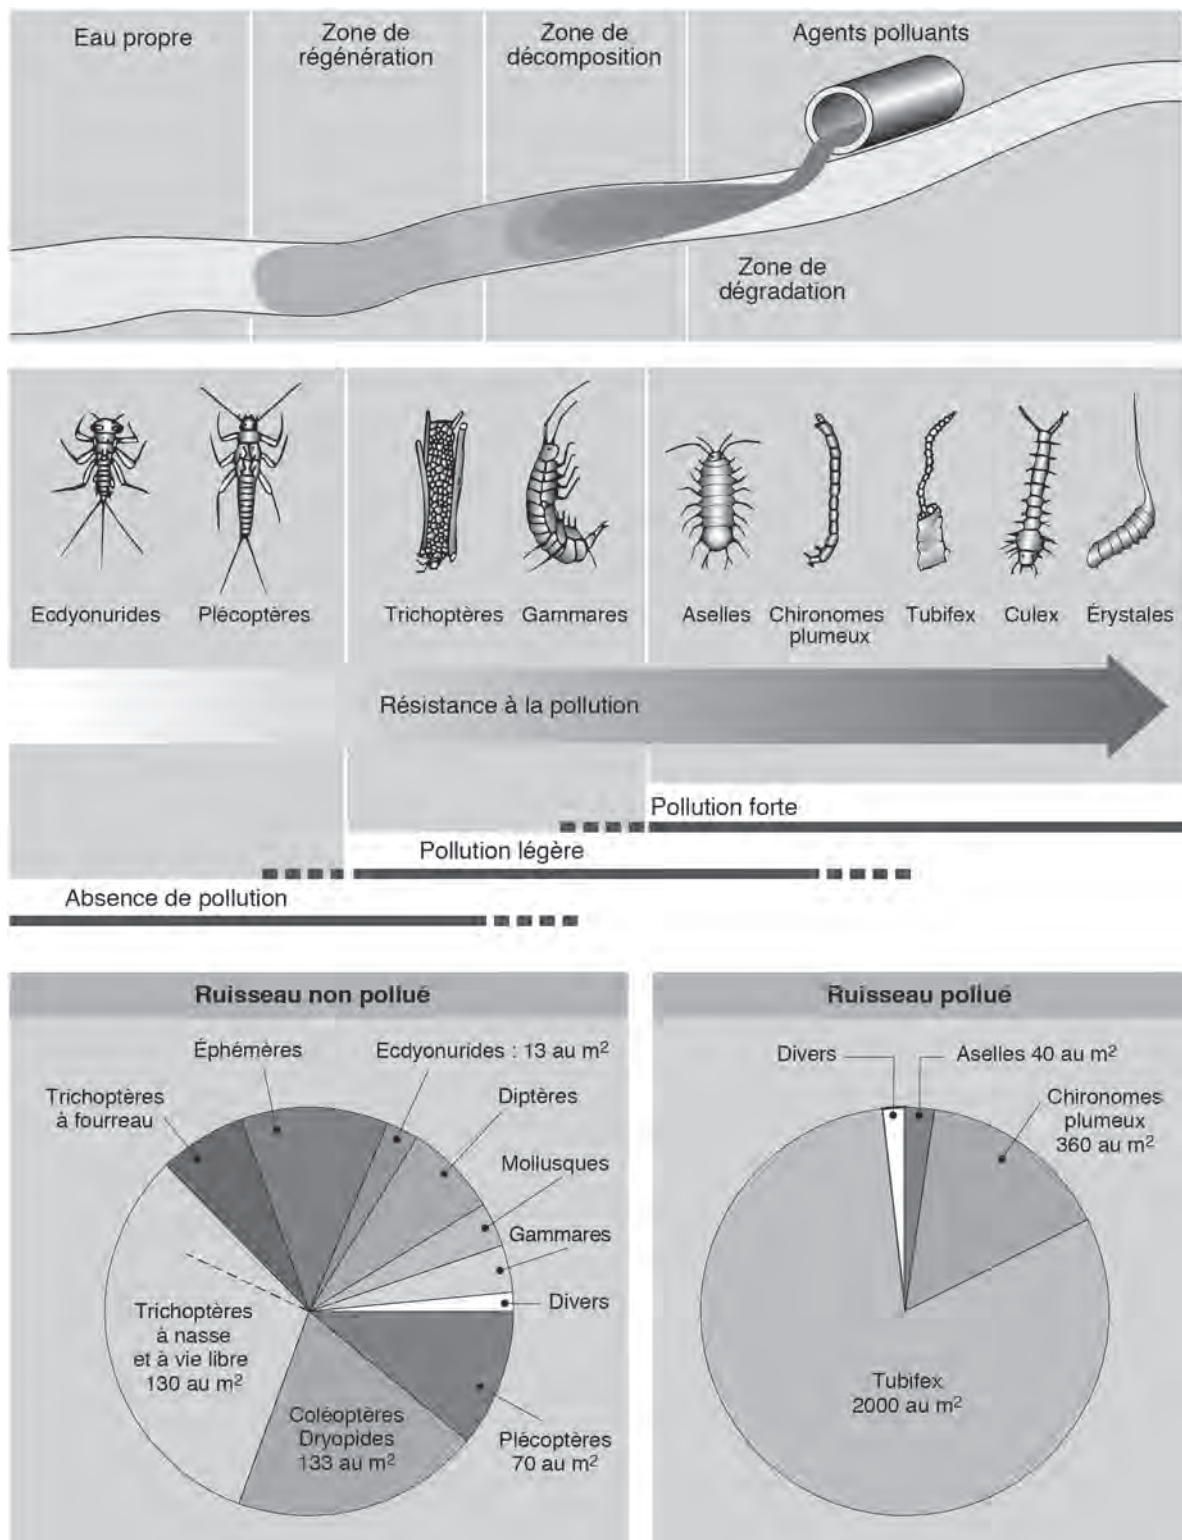 Eau propre
Zone de
régénération
Zone de
décomposition
Agents polluants
Zone de
dégradation
Ecdyonurides
Plécoptères
Trichoptères
Gammares
Aselles
Chironomes
plumeux
Tubifex
Culex
Érystales
Résistance à la pollution
Pollution forte
Pollution légère
Absence de pollution
Ruisseau non pollué
Éphémères
Ecdyonurides : 13 au m²
Trichoptères
à fourreau
Diptères
Mollusques
Gammares
Divers
Trichoptères
à nasse
et à vie libre
130 au m²
Coléoptères
Dryopides
133 au m²
Plécoptères
70 au m²
Ruisseau pollué
Divers
Aselles 40 au m²
Chironomes
plumeux
360 au m²
Tubifex
2000 au m²